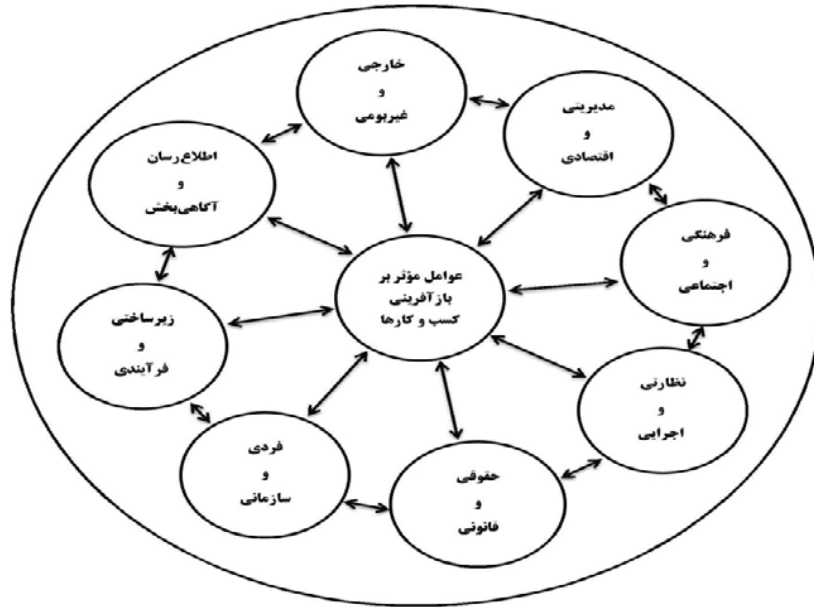 خارجی
و
غیربومی
مدیریتی
و
اقتصادی
فرهنگی
و
اجتماعی
نظارتی
و
اجرایی
حقوقی
و
قانونی
فردی
و
سازمانی
زیرساختی
و
فرآیندی
اطلاع‌رسان
و
آگاهی‌بخش
عوامل مؤثر بر
بازآفرینی
کسب و کارها